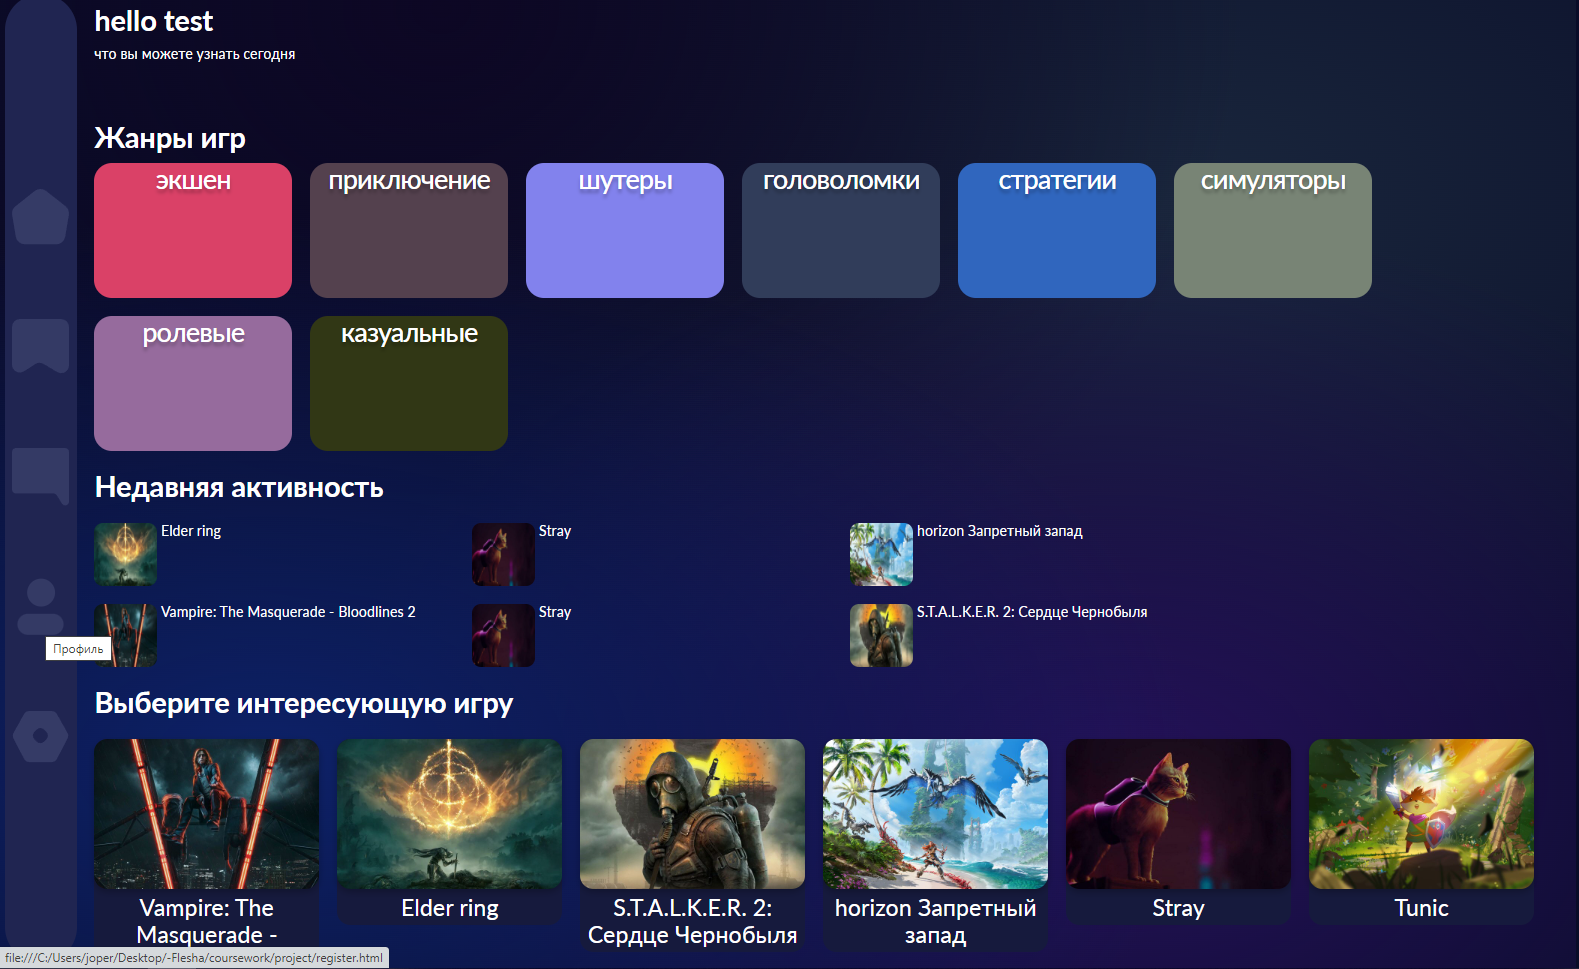 hello test
что вы можете узнать сегодня
Жанры игр
экшен
приключение
шутеры
головоломки
стратегии
симуляторы
ролевые
казуальные
Недавняя активность
Elder ring
Stray
horizon Запретный запад
Vampire: The Masquerade - Bloodlines 2
Stray
S.T.A.L.K.E.R. 2: Сердце Чернобыля
Профиль
Выберите интересующую игру
Vampire: The
Masquerade -
Elder ring
S.T.A.L.K.E.R. 2:
Сердце Чернобыля
horizon Запретный
запад
Stray
Tunic
file:///C:/Users/joper/Desktop/-Flesha/coursework/project/register.html